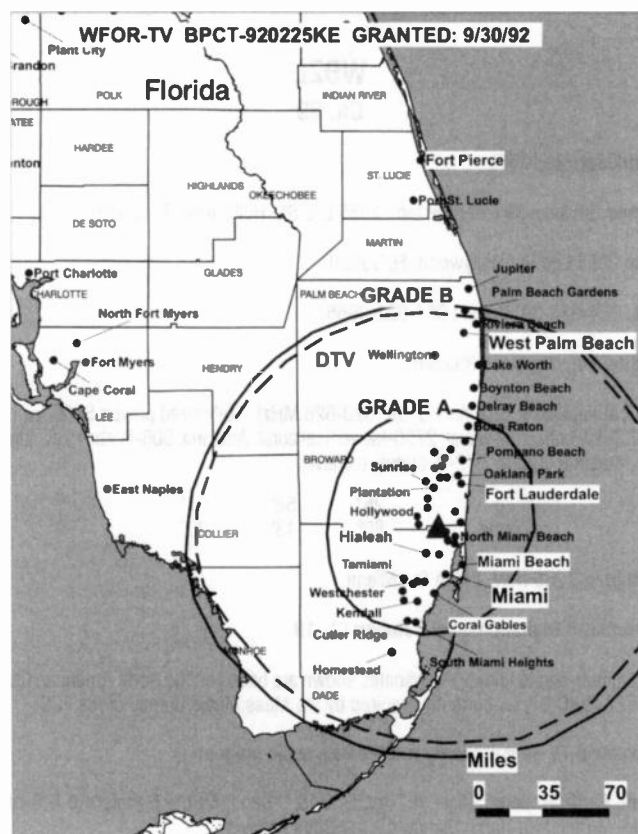 WFOR-TV BPCT-920225KE GRANTED: 9/30/92
Plant City
Brandon
Florida
POLK
INDIAN RIVER
OROUGH
ATEE
HARDEE
enton
Fort Pierce
ST. LUCIE
HIGHLANDS
OKEECHOBEE
Port St. Lucie
DE SOTO
MARTIN
Port Charlotte
CHARLOTTE
GLADES
Jupiter
PALM BEACH
GRADE B
Palm Beach Gardens
North Fort Myers
Riviera Beach
West Palm Beach
DTV
Wellington
Fort Myers
HENDRY
Lake Worth
Cape Coral
Boynton Beach
GRADE A
Delray Beach
LEE
Boca Raton
BROWARD
Pompano Beach
Sunrise
Oakland Park
East Naples
Plantation
Fort Lauderdale
Hollywood
COLLIER
Hialeah
North Miami Beach
Tamiami
Miami Beach
Westchester
Miami
Kendall
Coral Gables
Cutler Ridge
MONROE
South Miami Heights
Homestead
DADE
Miles
0 35 70